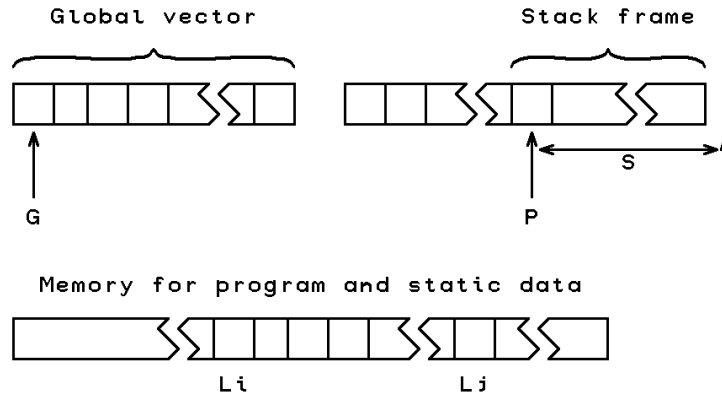 Global vector
Stack frame
S
G
P
Memory for program and static data
Li
Lj